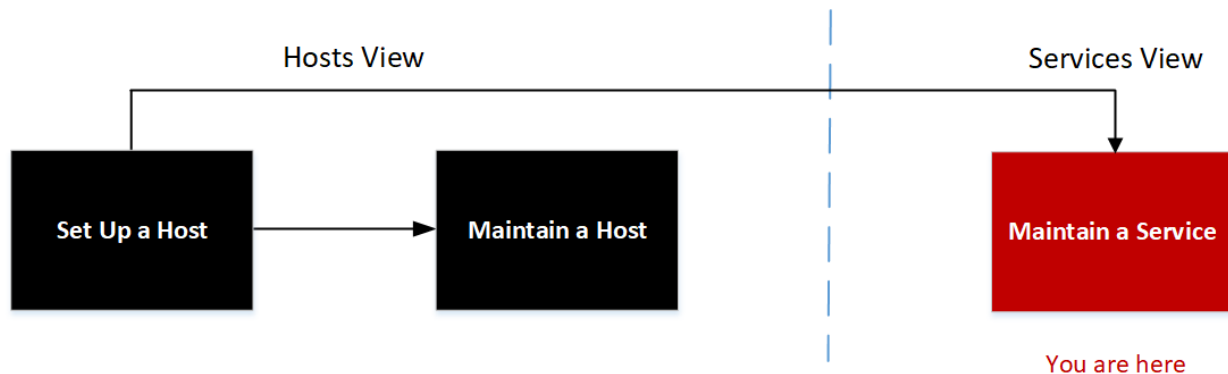 Hosts View
Services View
Set Up a Host
Maintain a Host
Maintain a Service
You are here